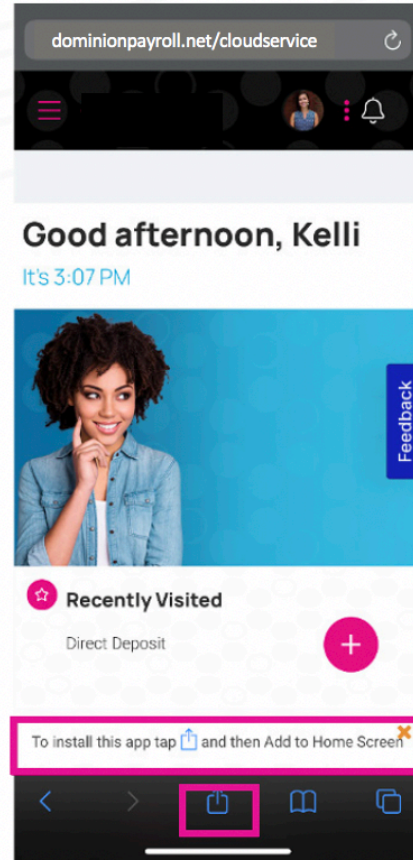 dominionpayroll.net/cloudservice
Good afternoon, Kelli
It's 3:07 PM
Feedback
Recently Visited
Direct Deposit
To install this app tap and then Add to Home Screen